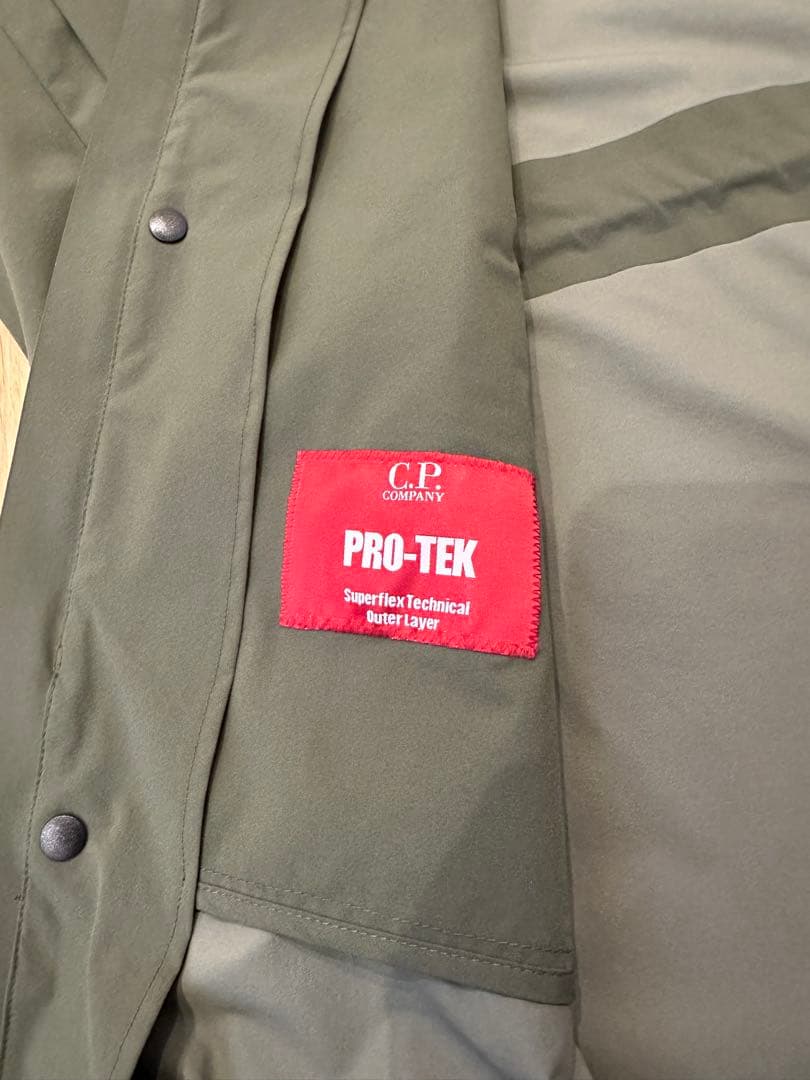 C.P.
COMPANY
PRO-TEK
Superflex Technical
Outer Layer